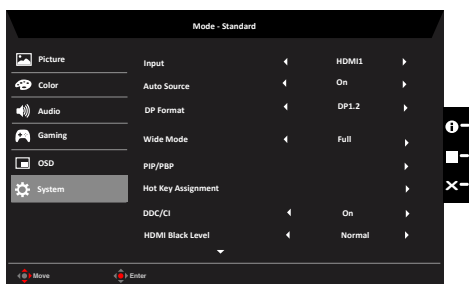 Mode - Standard
Picture
Color
Audio
Gaming
OSD
System
Input HDMI1
Auto Source On
DP Format DP1.2
Wide Mode Full
PIP/PBP
Hot Key Assignment
DDC/CI On
HDMI Black Level Normal
Move Enter